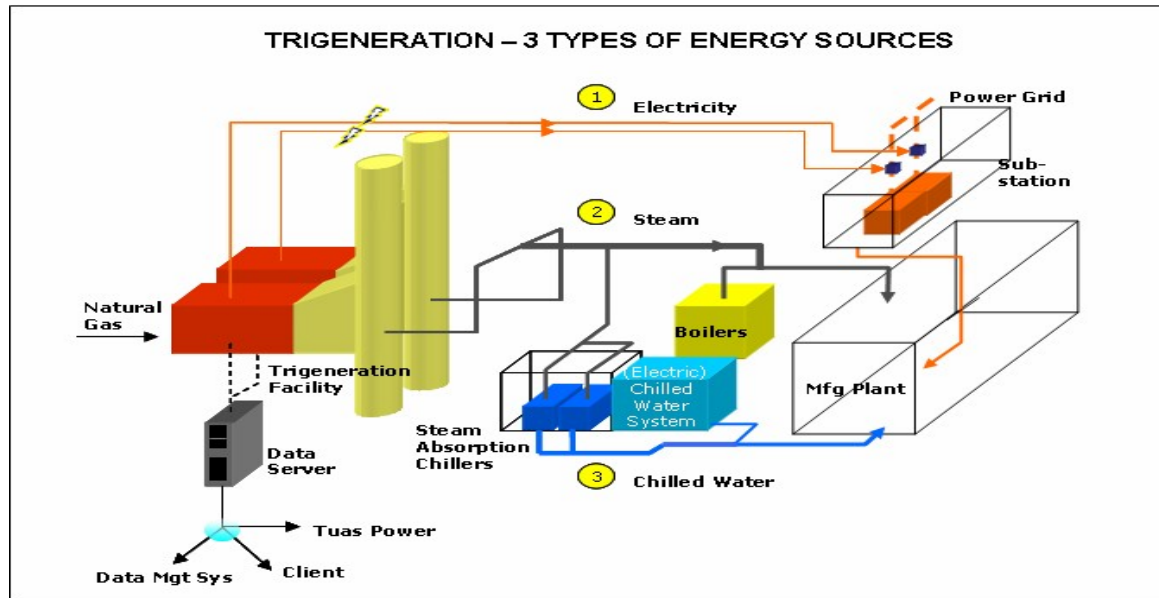 TRIGENERATION – 3 TYPES OF ENERGY SOURCES
1
Electricity
Power Grid
Sub-
station
2
Steam
Natural
Gas
Boilers
Trigeneration
Facility
(Electric)
Chilled
Water
System
Mfg Plant
Steam
Absorption
Chillers
Data
Server
3
Chilled Water
Tuas Power
Client
Data Mgt Sys